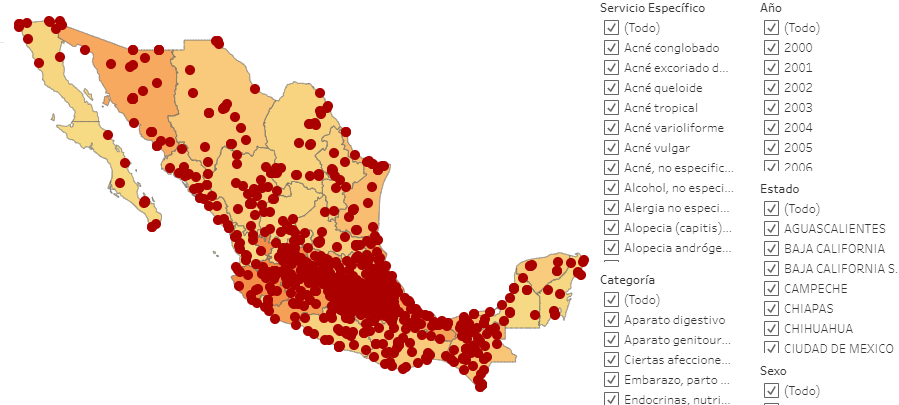 Servicio Específico
(Todo)
Acné conglobado
Acné excoriado d...
Acné queloide
Acné tropical
Acné varioliforme
Acné vulgar
Acné, no especific...
Alcohol, no especi...
Alergia no especi...
Alopecia (capitis)...
Alopecia andróge...
Categoría
(Todo)
Aparato digestivo
Aparato genitour...
Ciertas afeccione...
Embarazo, parto ...
Endocrinas, nutri...
Año
(Todo)
2000
2001
2002
2003
2004
2005
2006
Estado
(Todo)
AGUASCALIENTES
BAJA CALIFORNIA
BAJA CALIFORNIA S.
CAMPECHE
CHIAPAS
CHIHUAHUA
CIUDAD DE MEXICO
Sexo
(Todo)